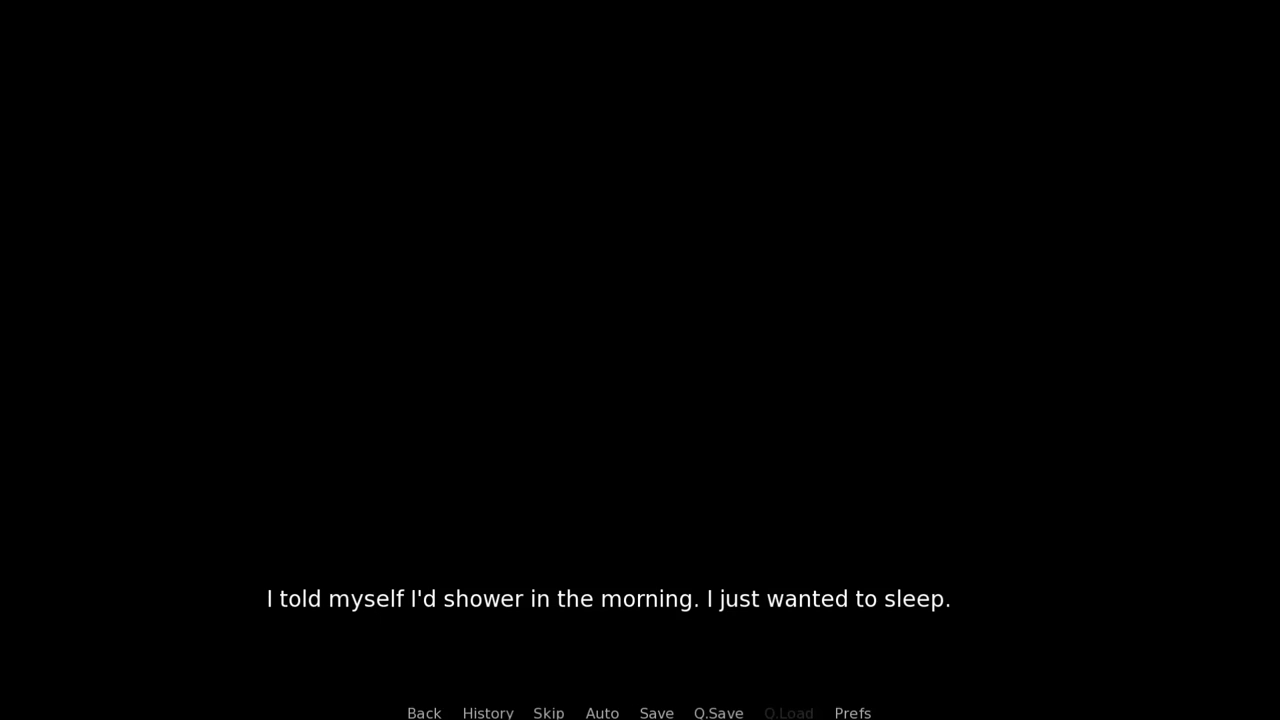 I told myself I'd shower in the morning. I just wanted to sleep.
Back History Skip Auto Save Q.Save Q.Load Prefs